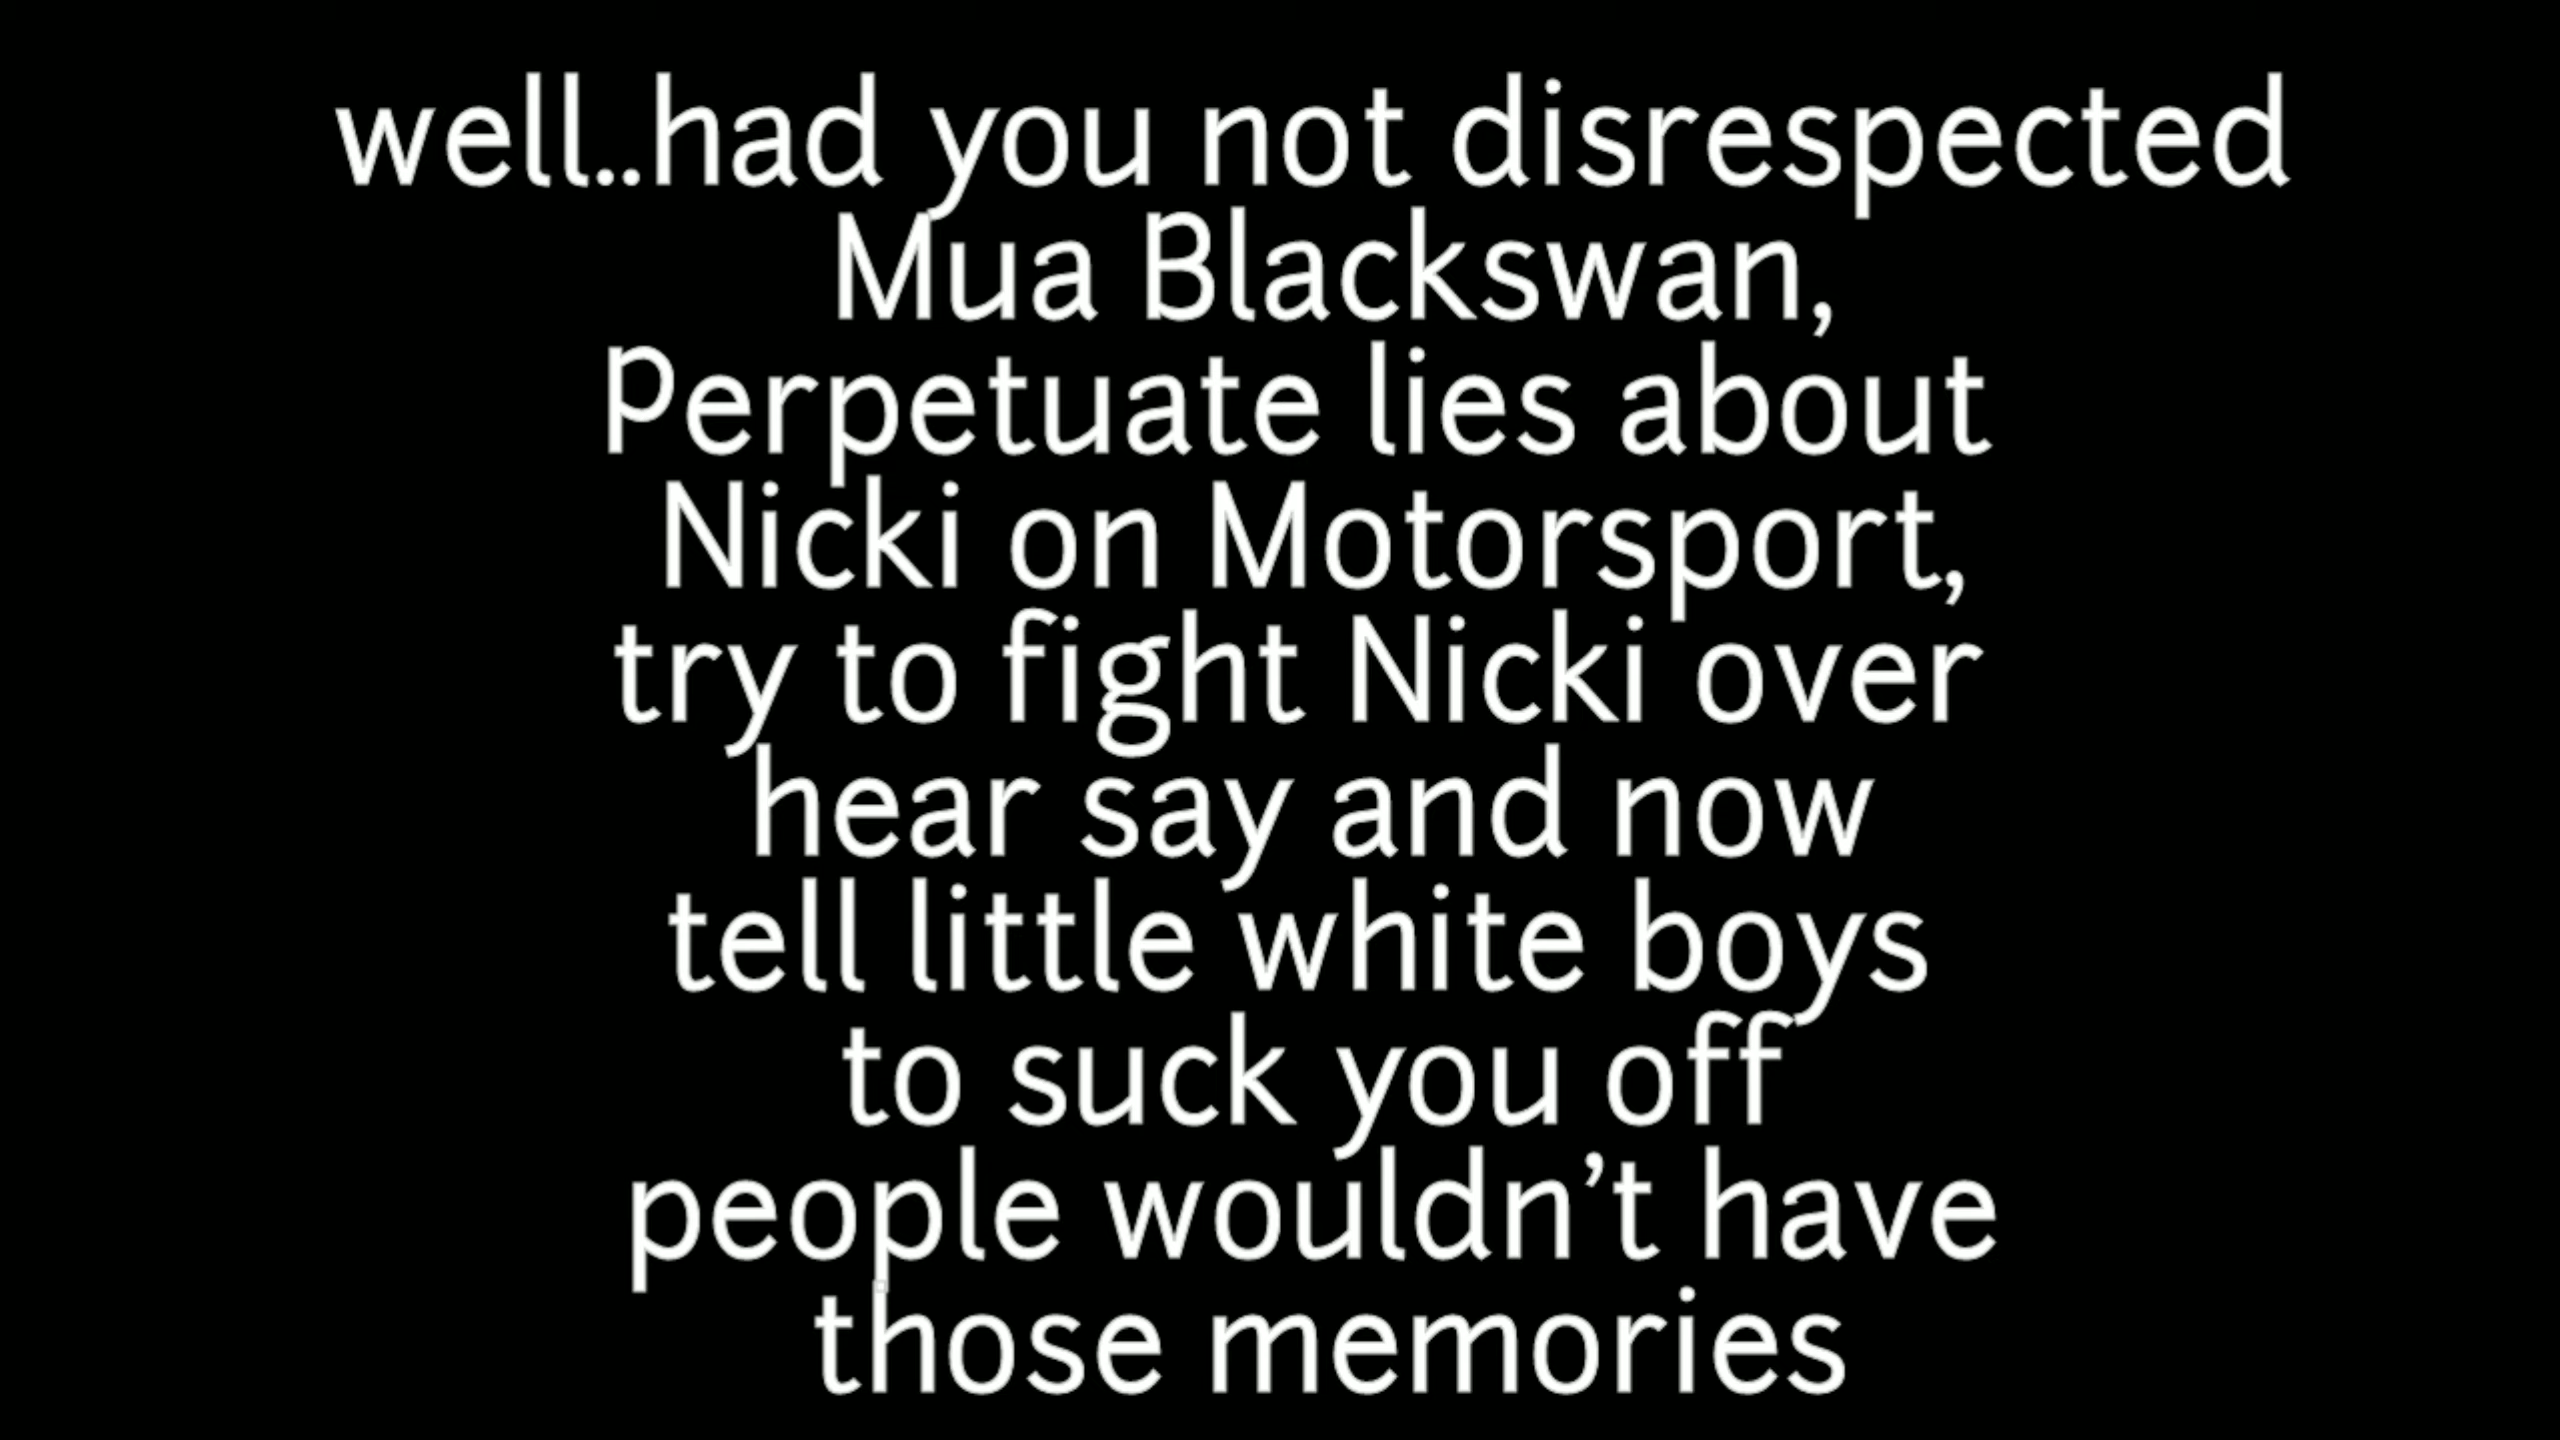 well..had you not disrespected
Mua Blackswan,
Perpetuate lies about
Nicki on Motorsport,
try to fight Nicki over
hear say and now
tell little white boys
to suck you off
people wouldn’t have
those memories